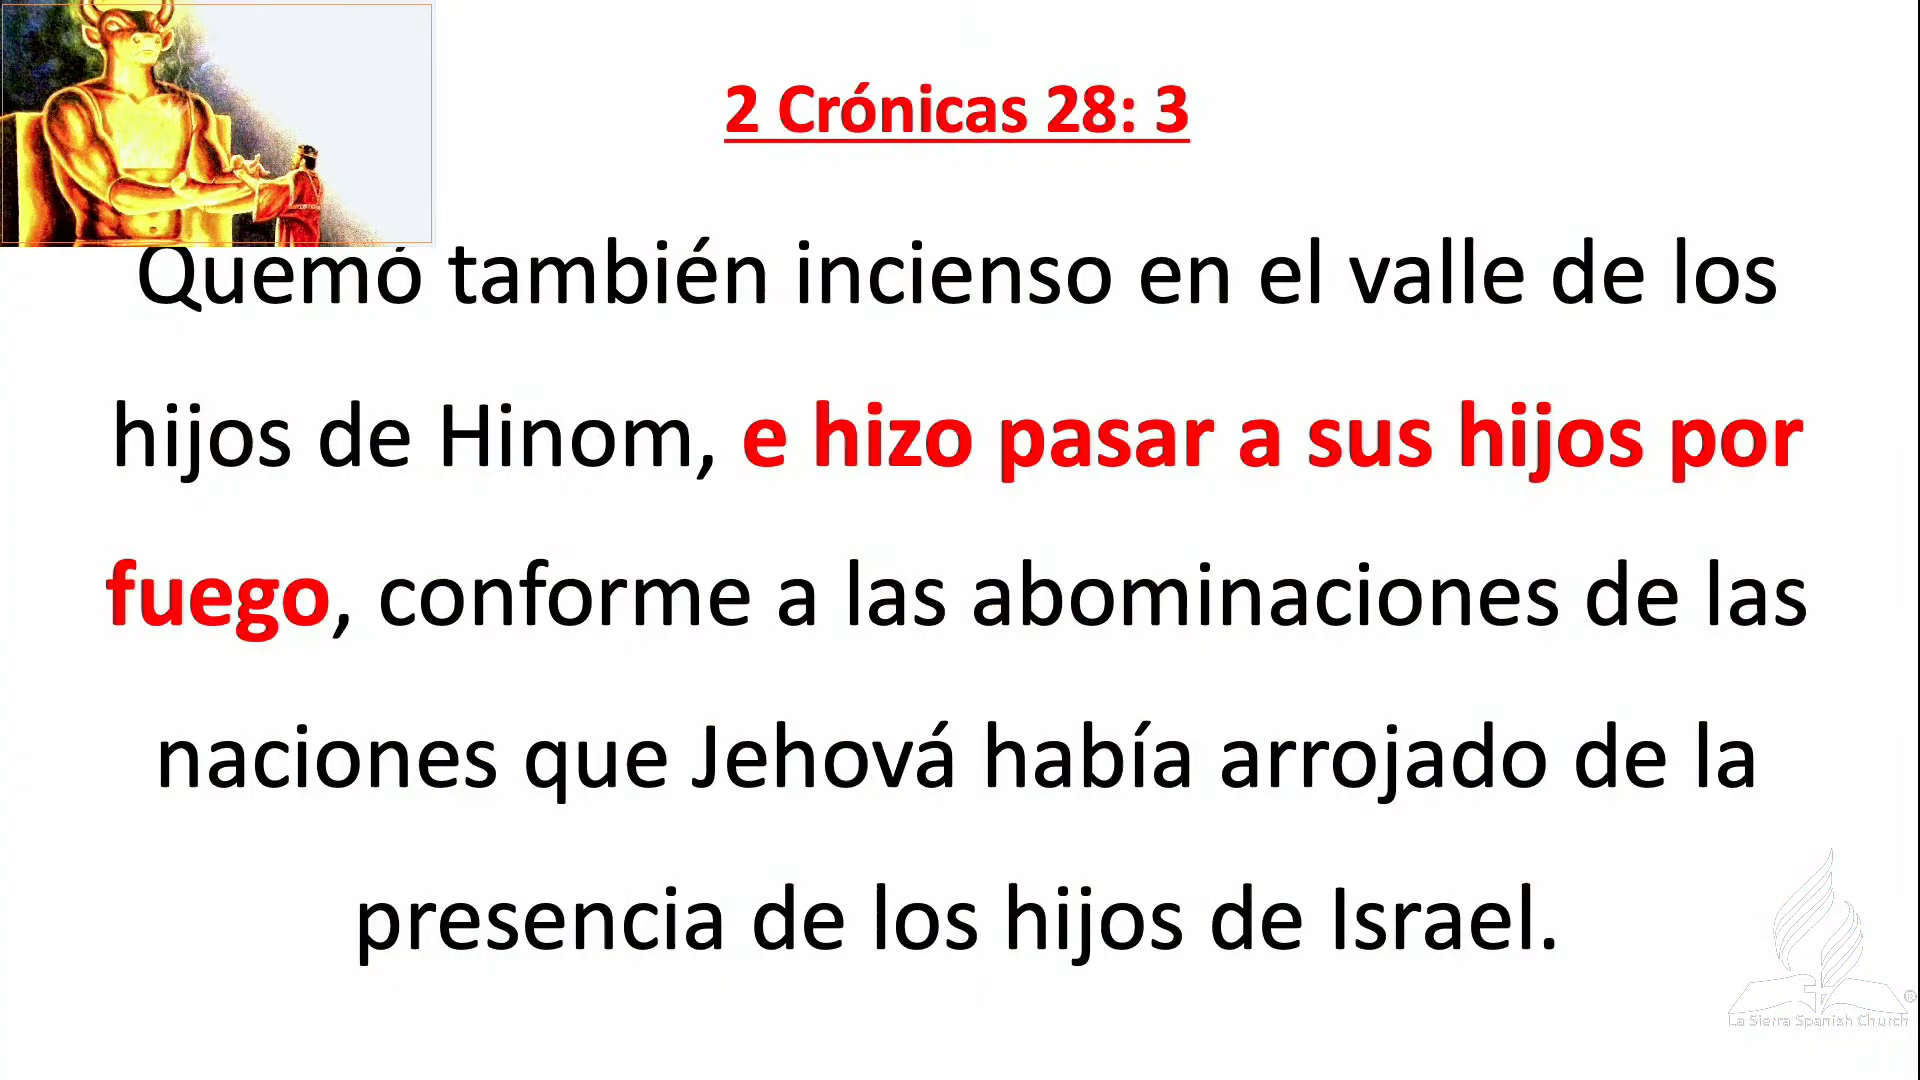 2 Crónicas 28: 3
Quemó también incienso en el valle de los
hijos de Hinom, e hizo pasar a sus hijos por
fuego, conforme a las abominaciones de las
naciones que Jehová había arrojado de la
presencia de los hijos de Israel.
®
La Sierra Spanish Church